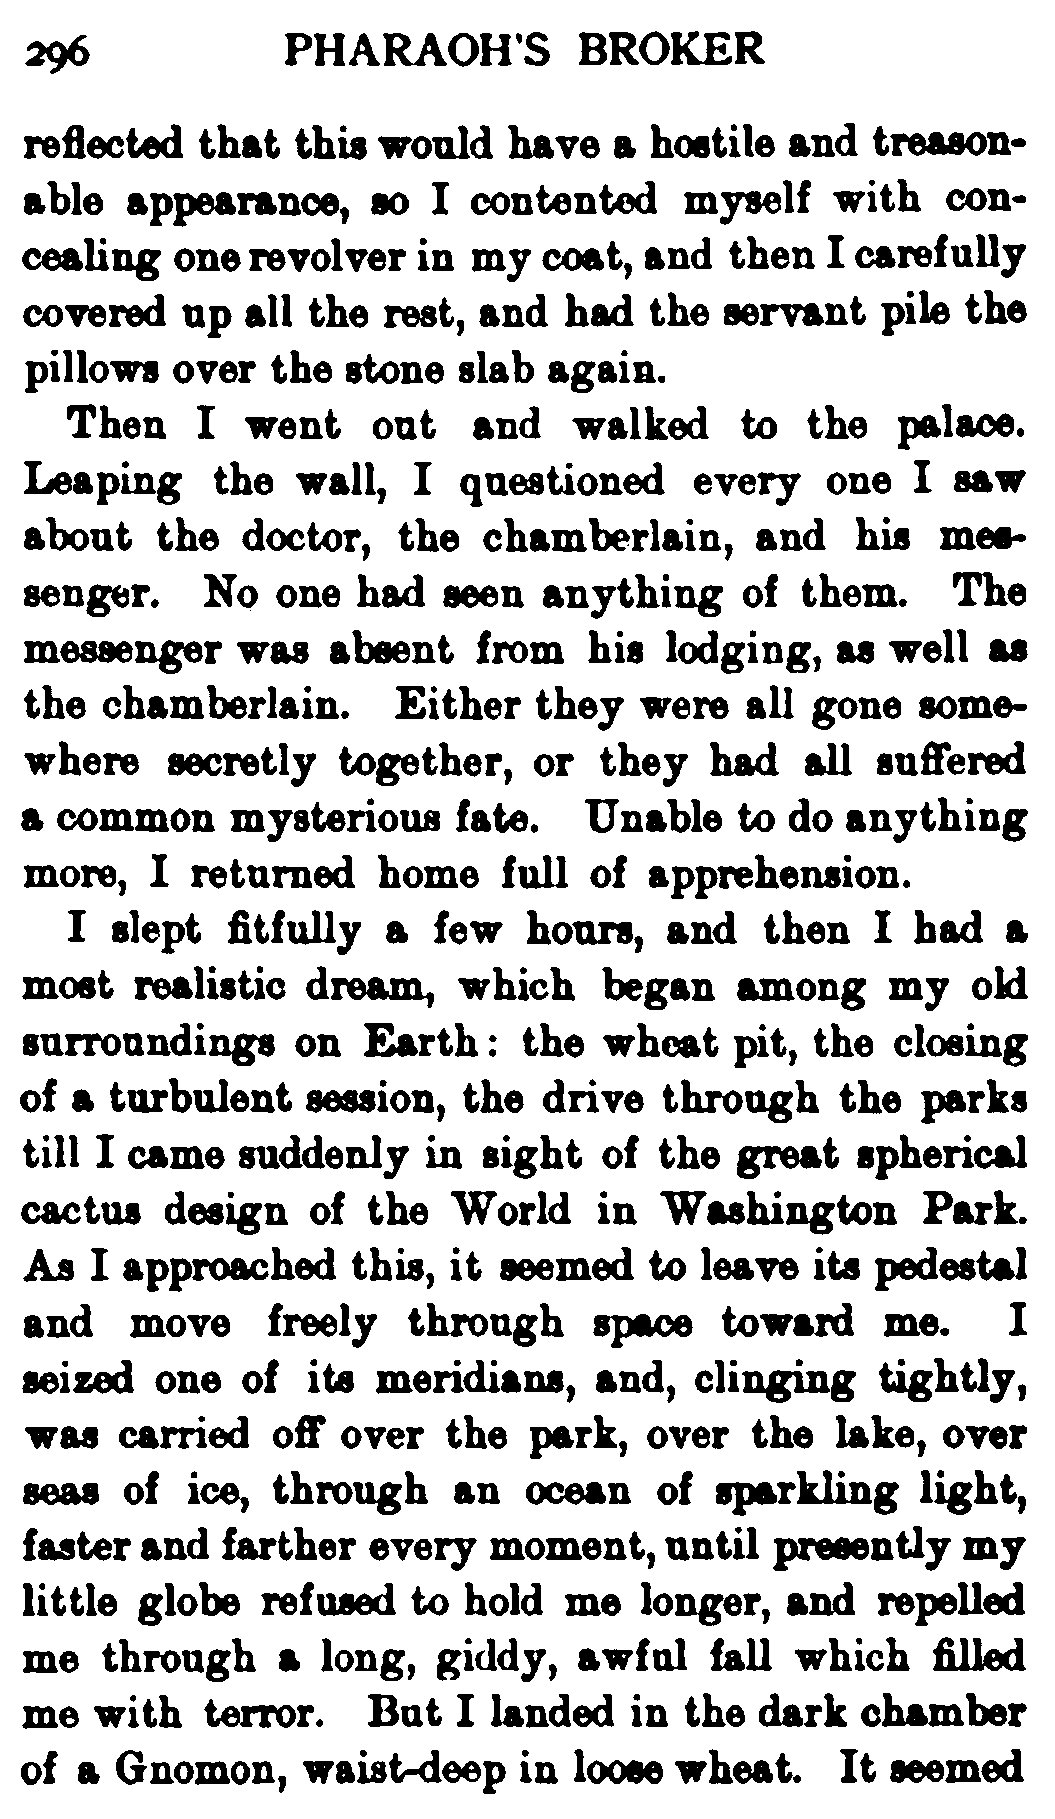 296 PHARAOH'S BROKER
reflected that this would have a hostile and treason-
able appearance, so I contented myself with con-
cealing one revolver in my coat, and then I carefully
covered up all the rest, and had the servant pile the
pillows over the stone slab again.
Then I went out and walked to the palace.
Leaping the wall, I questioned every one I saw
about the doctor, the chamberlain, and his mes-
senger. No one had seen anything of them. The
messenger was absent from his lodging, as well as
the chamberlain. Either they were all gone some-
where secretly together, or they had all suffered
a common mysterious fate. Unable to do anything
more, I returned home full of apprehension.
I slept fitfully a few hours, and then I had a
most realistic dream, which began among my old
surroundings on Earth: the wheat pit, the closing
of a turbulent session, the drive through the parks
till I came suddenly in sight of the great spherical
cactus design of the World in Washington Park.
As I approached this, it seemed to leave its pedestal
and move freely through space toward me. I
seized one of its meridians, and, clinging tightly,
was carried off over the park, over the lake, over
seas of ice, through an ocean of sparkling light,
faster and farther every moment, until presently my
little globe refused to hold me longer, and repelled
me through a long, giddy, awful fall which filled
me with terror. But I landed in the dark chamber
of a Gnomon, waist-deep in loose wheat. It seemed